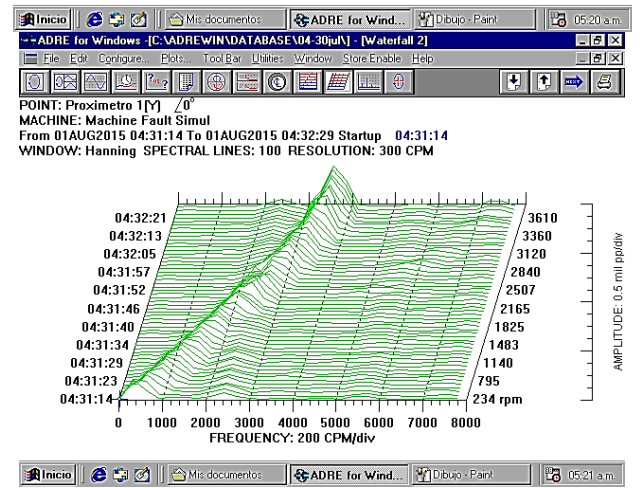 Inicio Mis documentos ADRE for Wind... Dibujo - Paint 05:20 a.m.
ADRE for Windows -[C:\ADREWIN\DATABASE\04-30jul\] - [Waterfall 2]
File Edit Configure... Plots... Tool Bar Utilities Window Store Enable Help
POINT: Proximetro 1[Y] ∠0°
MACHINE: Machine Fault Simul
From 01AUG2015 04:31:14 To 01AUG2015 04:32:29 Startup 04:31:14
WINDOW: Hanning SPECTRAL LINES: 100 RESOLUTION: 300 CPM
04:32:21 3610
04:32:13 3360
04:32:05 3120
04:31:57 2840
04:31:52 2507
04:31:46 2165
04:31:40 1825
04:31:34 1483
04:31:29 1140
04:31:23 795
04:31:14 234 rpm
AMPLITUDE: 0.5 mil pp/div
0 1000 2000 3000 4000 5000 6000 7000 8000
FREQUENCY: 200 CPM/div
Inicio Mis documentos ADRE for Wind... Dibujo - Paint 05:21 a.m.